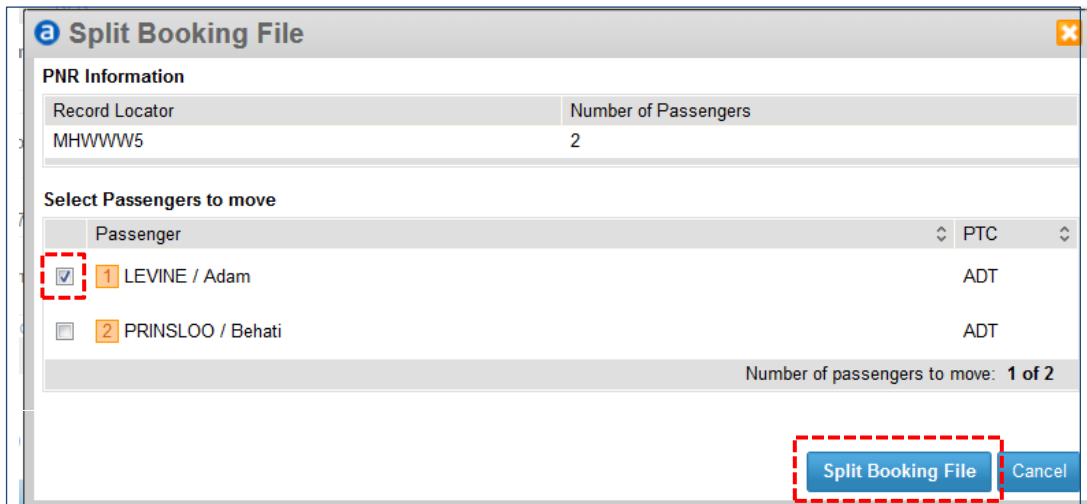 a Split Booking File
PNR Information
Record Locator Number of Passengers
MHWWW5 2
Select Passengers to move
Passenger PTC
1 LEVINE / Adam ADT
2 PRINSLOO / Behati ADT
Number of passengers to move: 1 of 2
Split Booking File Cancel